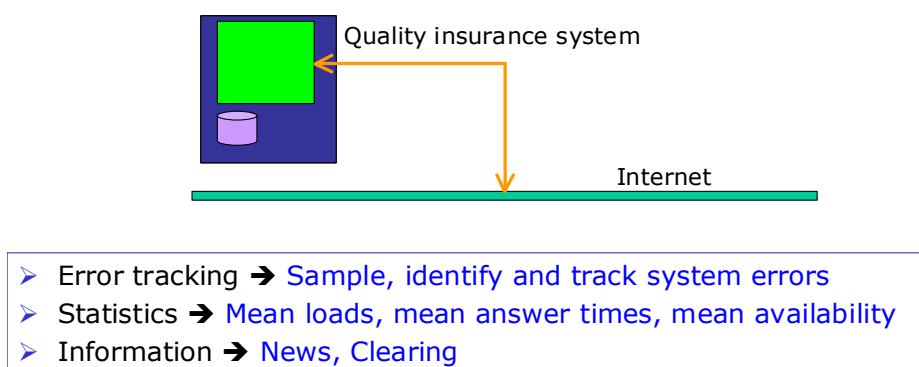 Quality insurance system
Internet
➢ Error tracking ➔ Sample, identify and track system errors
➢ Statistics ➔ Mean loads, mean answer times, mean availability
➢ Information ➔ News, Clearing